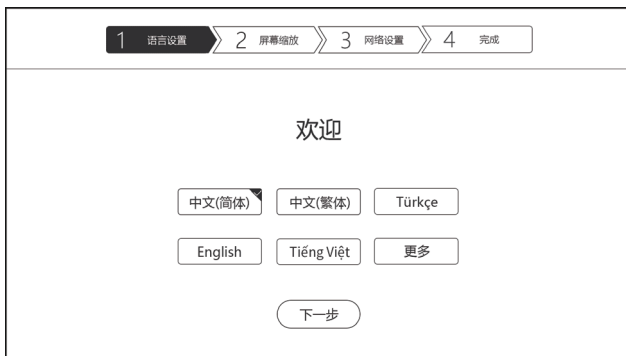 1 语言设置 2 屏幕缩放 3 网络设置 4 完成
欢迎
中文(简体) 中文(繁体) Türkçe
English Tiếng Việt 更多
下一步